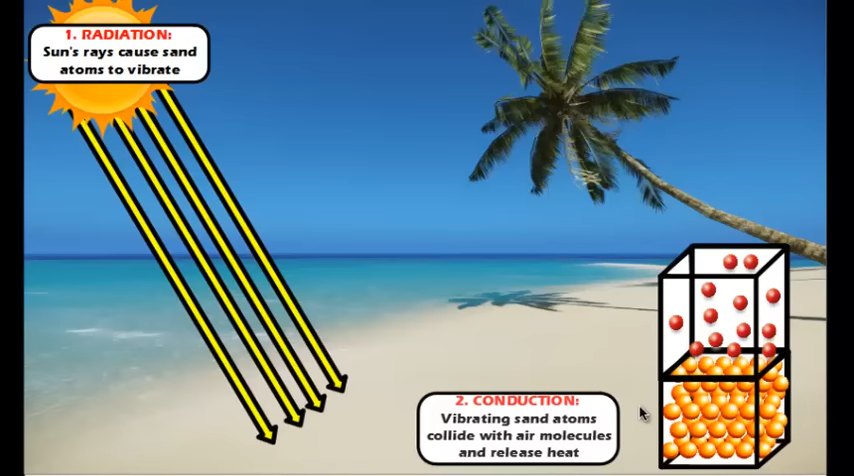 1. RADIATION:
Sun's rays cause sand
atoms to vibrate
2. CONDUCTION:
Vibrating sand atoms
collide with air molecules
and release heat